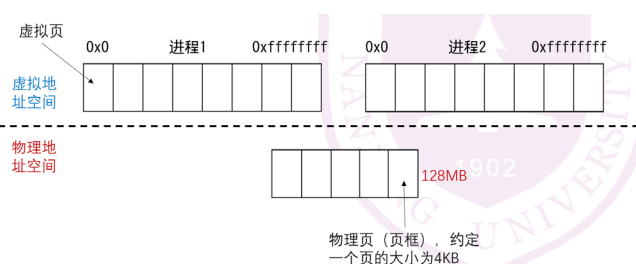 虚拟页
0x0 进程1 0xffffffff 0x0 进程2 0xffffffff
虚拟地
址空间
物理地
址空间
128MB
1902
物理页（页框），约定
一个页的大小为4KB